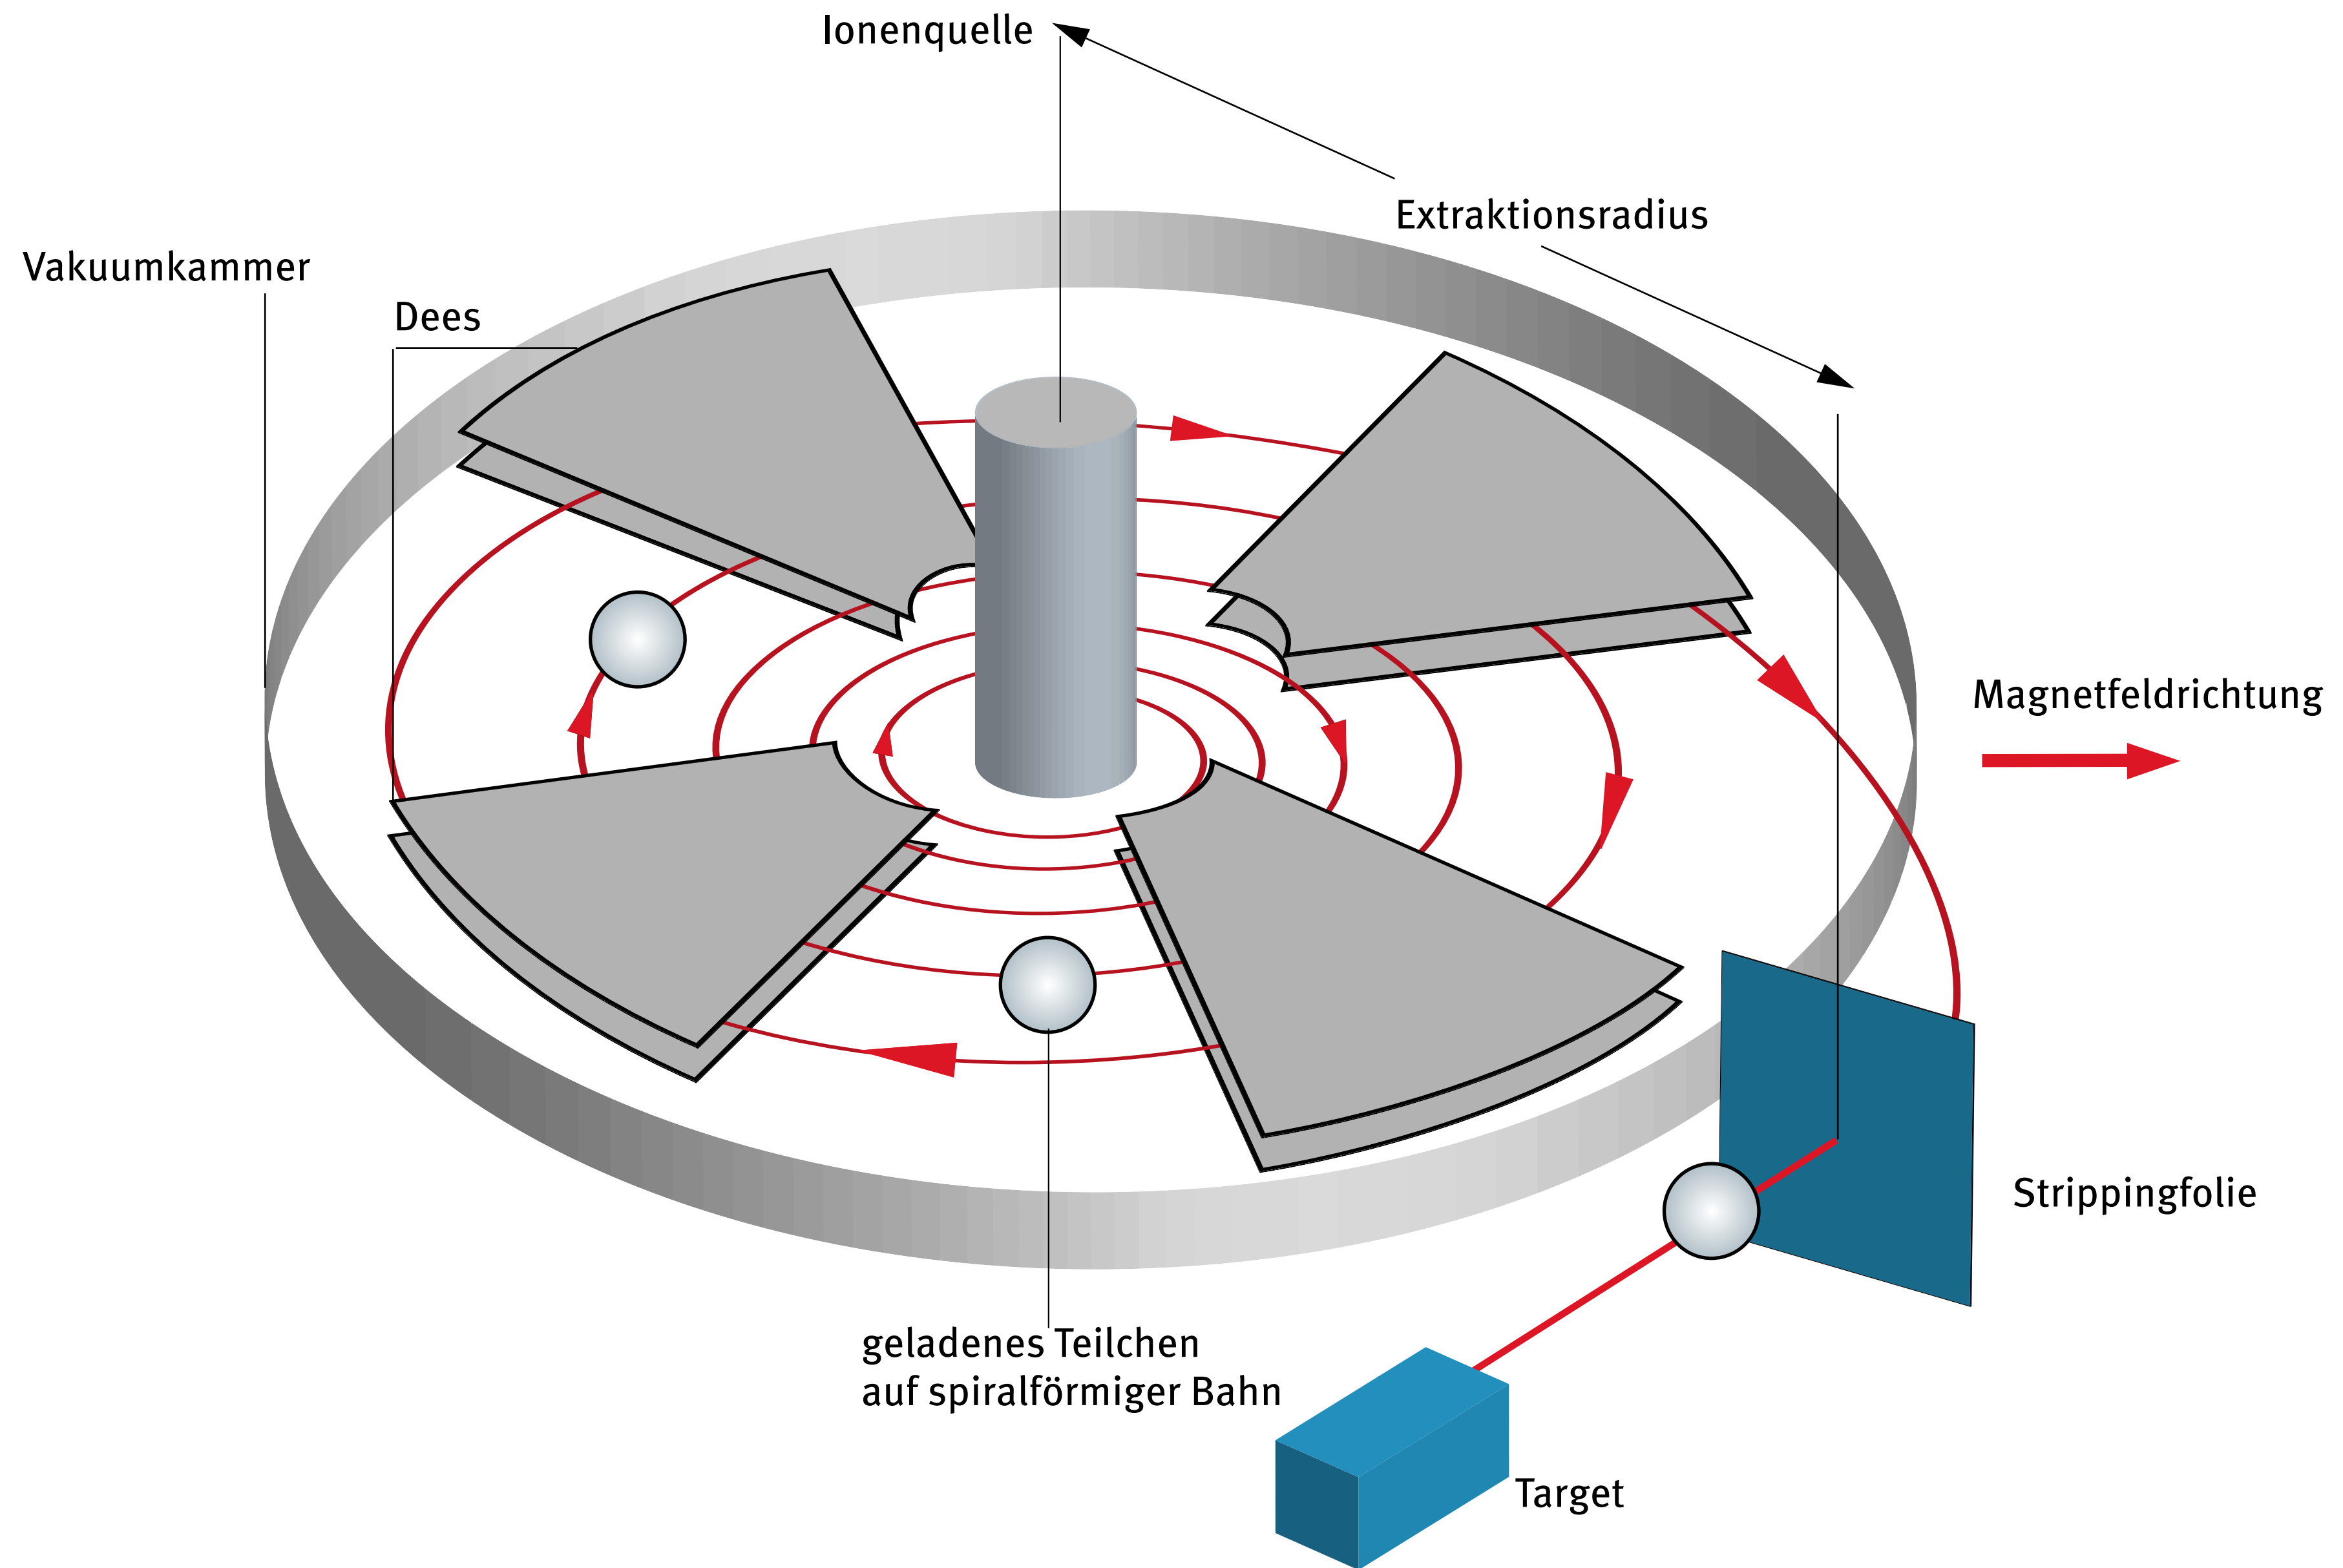 Ionenquelle
Extraktionsradius
Vakuumkammer
Dees
Magnetfeldrichtung
Strippingfolie
geladenes Teilchen
auf spiralförmiger Bahn
Target